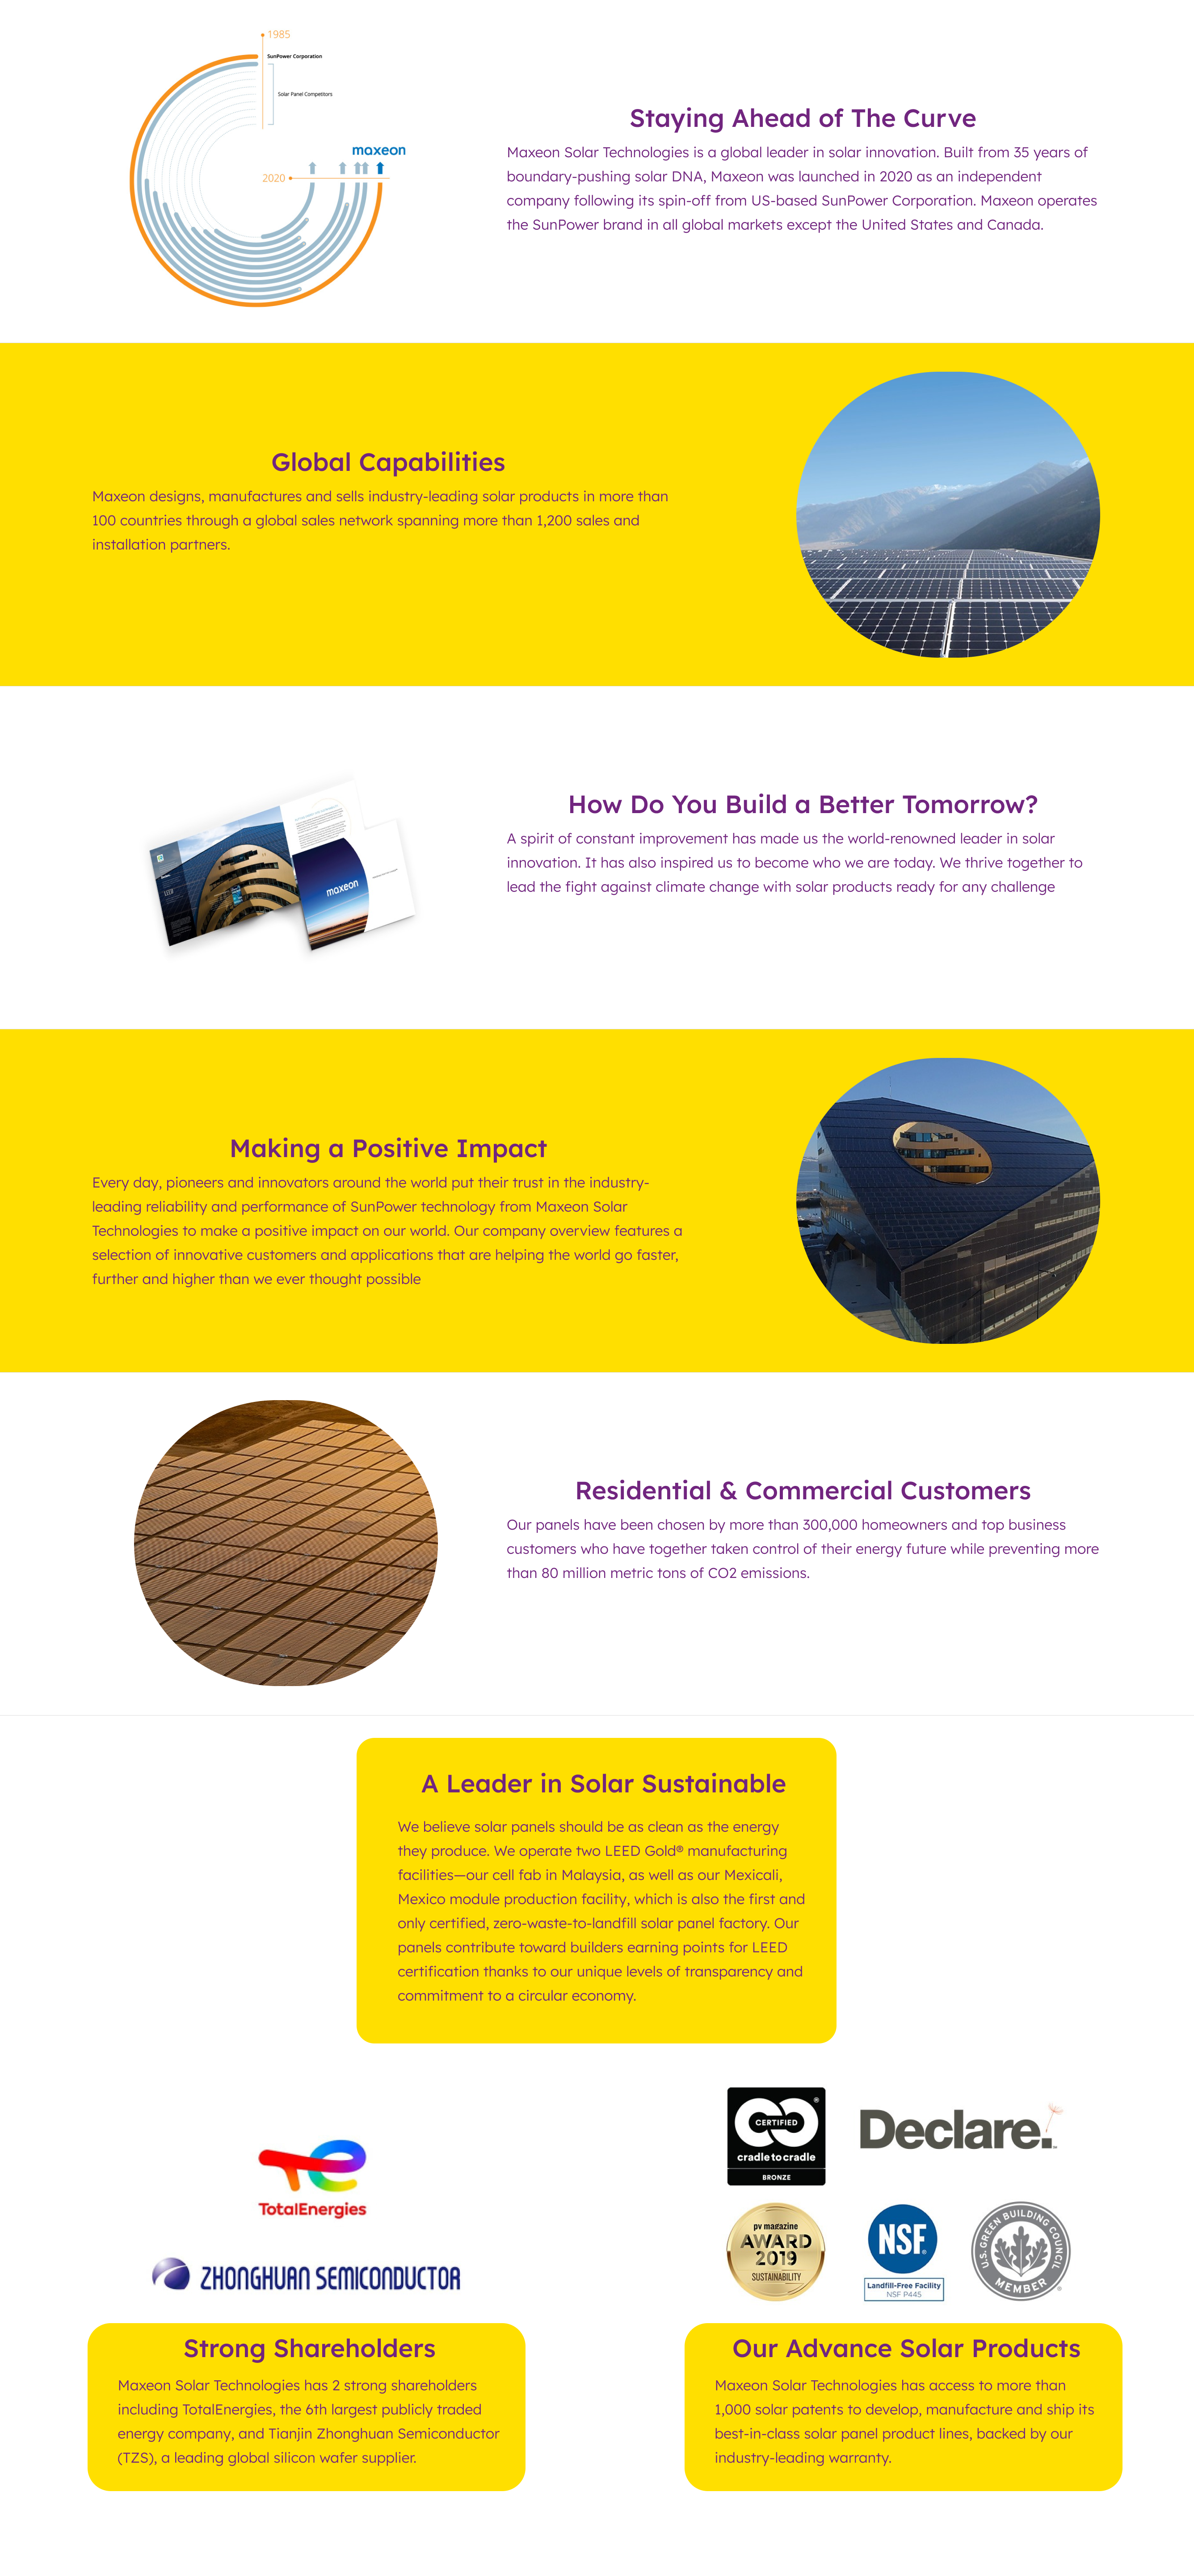 1985
SunPower Corporation
Solar Panel Competitors
maxeon
2020
Staying Ahead of The Curve
Maxeon Solar Technologies is a global leader in solar innovation. Built from 35 years of
boundary-pushing solar DNA, Maxeon was launched in 2020 as an independent
company following its spin-off from US-based SunPower Corporation. Maxeon operates
the SunPower brand in all global markets except the United States and Canada.
Global Capabilities
Maxeon designs, manufactures and sells industry-leading solar products in more than
100 countries through a global sales network spanning more than 1,200 sales and
installation partners.
maxeon
How Do You Build a Better Tomorrow?
A spirit of constant improvement has made us the world-renowned leader in solar
innovation. It has also inspired us to become who we are today. We thrive together to
lead the fight against climate change with solar products ready for any challenge
Making a Positive Impact
Every day, pioneers and innovators around the world put their trust in the industry-
leading reliability and performance of SunPower technology from Maxeon Solar
Technologies to make a positive impact on our world. Our company overview features a
selection of innovative customers and applications that are helping the world go faster,
further and higher than we ever thought possible
Residential & Commercial Customers
Our panels have been chosen by more than 300,000 homeowners and top business
customers who have together taken control of their energy future while preventing more
than 80 million metric tons of CO2 emissions.
A Leader in Solar Sustainable
We believe solar panels should be as clean as the energy
they produce. We operate two LEED Gold® manufacturing
facilities—our cell fab in Malaysia, as well as our Mexicali,
Mexico module production facility, which is also the first and
only certified, zero-waste-to-landfill solar panel factory. Our
panels contribute toward builders earning points for LEED
certification thanks to our unique levels of transparency and
commitment to a circular economy.
TotalEnergies
ZHONGHUAN SEMICONDUCTOR
CERTIFIED
cradle to cradle
BRONZE
Declare.
pv magazine
AWARD
2019
SUSTAINABILITY
NSF
Landfill-Free Facility
NSF P445
U.S. GREEN BUILDING COUNCIL
MEMBER
Strong Shareholders
Maxeon Solar Technologies has 2 strong shareholders
including TotalEnergies, the 6th largest publicly traded
energy company, and Tianjin Zhonghuan Semiconductor
(TZS), a leading global silicon wafer supplier.
Our Advance Solar Products
Maxeon Solar Technologies has access to more than
1,000 solar patents to develop, manufacture and ship its
best-in-class solar panel product lines, backed by our
industry-leading warranty.